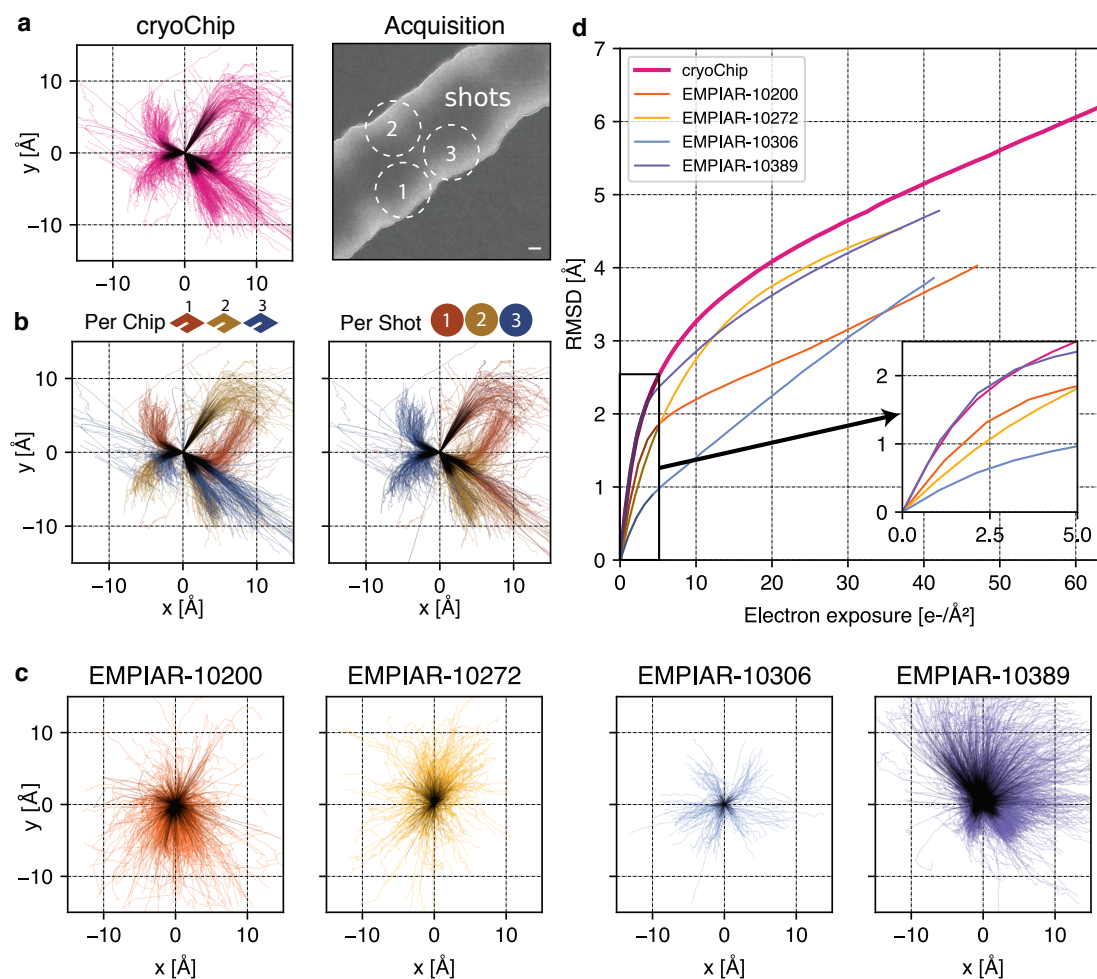 a
cryoChip
y [Å]
10
0
−10
−10
0
10
Acquisition
shots
2
3
1
b
Per Chip
1
2
3
y [Å]
10
0
−10
−10
0
10
x [Å]
Per Shot
1
2
3
−10
0
10
x [Å]
d
7
6
5
4
3
2
1
0
RMSD [Å]
cryoChip
EMPIAR-10200
EMPIAR-10272
EMPIAR-10306
EMPIAR-10389
2
1
0
0.0
2.5
5.0
0
10
20
30
40
50
60
Electron exposure [e-/Å²]
c
EMPIAR-10200
y [Å]
10
0
−10
−10
0
10
x [Å]
EMPIAR-10272
−10
0
10
x [Å]
EMPIAR-10306
−10
0
10
x [Å]
EMPIAR-10389
−10
0
10
x [Å]